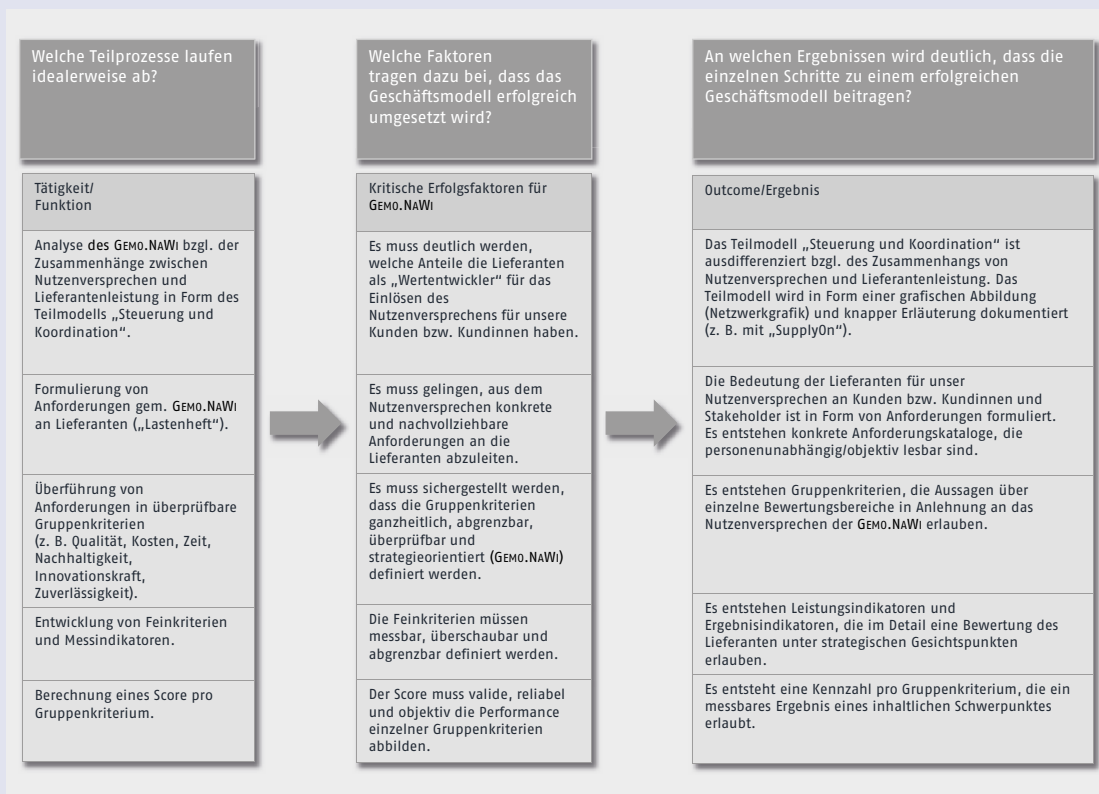 Welche Teilprozesse laufen
idealerweise ab?
Tätigkeit/
Funktion
Analyse des GEMO.NAWI bzgl. der
Zusammenhänge zwischen
Nutzenversprechen und
Lieferantenleistung in Form des
Teilmodells „Steuerung und
Koordination“.
Formulierung von
Anforderungen gem. GEMO.NAWI
an Lieferanten („Lastenheft“).
Überführung von
Anforderungen in überprüfbare
Gruppenkriterien
(z. B. Qualität, Kosten, Zeit,
Nachhaltigkeit,
Innovationskraft,
Zuverlässigkeit).
Entwicklung von Feinkriterien
und Messindikatoren.
Berechnung eines Score pro
Gruppenkriterium.
Welche Faktoren
tragen dazu bei, dass das
Geschäftsmodell erfolgreich
umgesetzt wird?
Kritische Erfolgsfaktoren für
GEMO.NAWI
Es muss deutlich werden,
welche Anteile die Lieferanten
als „Wertentwickler“ für das
Einlösen des
Nutzenversprechens für unsere
Kunden bzw. Kundinnen haben.
Es muss gelingen, aus dem
Nutzenversprechen konkrete
und nachvollziehbare
Anforderungen an die
Lieferanten abzuleiten.
Es muss sichergestellt werden,
dass die Gruppenkriterien
ganzheitlich, abgrenzbar,
überprüfbar und
strategieorientiert (GEMO.NAWI)
definiert werden.
Die Feinkriterien müssen
messbar, überschaubar und
abgrenzbar definiert werden.
Der Score muss valide, reliabel
und objektiv die Performance
einzelner Gruppenkriterien
abbilden.
An welchen Ergebnissen wird deutlich, dass die
einzelnen Schritte zu einem erfolgreichen
Geschäftsmodell beitragen?
Outcome/Ergebnis
Das Teilmodell „Steuerung und Koordination“ ist
ausdifferenziert bzgl. des Zusammenhangs von
Nutzenversprechen und Lieferantenleistung. Das
Teilmodell wird in Form einer grafischen Abbildung
(Netzwerkgrafik) und knapper Erläuterung dokumentiert
(z. B. mit „SupplyOn“).
Die Bedeutung der Lieferanten für unser
Nutzenversprechen an Kunden bzw. Kundinnen und
Stakeholder ist in Form von Anforderungen formuliert.
Es entstehen konkrete Anforderungskataloge, die
personenunabhängig/objektiv lesbar sind.
Es entstehen Gruppenkriterien, die Aussagen über
einzelne Bewertungsbereiche in Anlehnung an das
Nutzenversprechen der GEMO.NAWI erlauben.
Es entstehen Leistungsindikatoren und
Ergebnisindikatoren, die im Detail eine Bewertung des
Lieferanten unter strategischen Gesichtspunkten
erlauben.
Es entsteht eine Kennzahl pro Gruppenkriterium, die ein
messbares Ergebnis eines inhaltlichen Schwerpunktes
erlaubt.